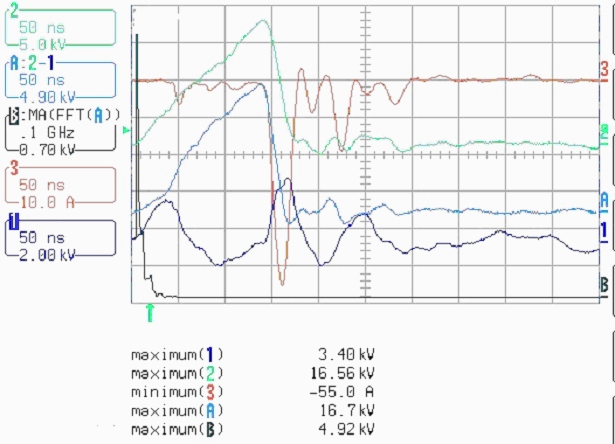 2
50 ns
5.0 kV
A:2-1
50 ns
4.90 kV
B:MA(FFT(A))
.1 GHz
0.70 kV
3
50 ns
10.0 A
1
50 ns
2.00 kV
3
2
A
1
B
maximum(1) 3.40 kV
maximum(2) 16.56 kV
minimum(3) -55.0 A
maximum(A) 16.7 kV
maximum(B) 4.92 kV